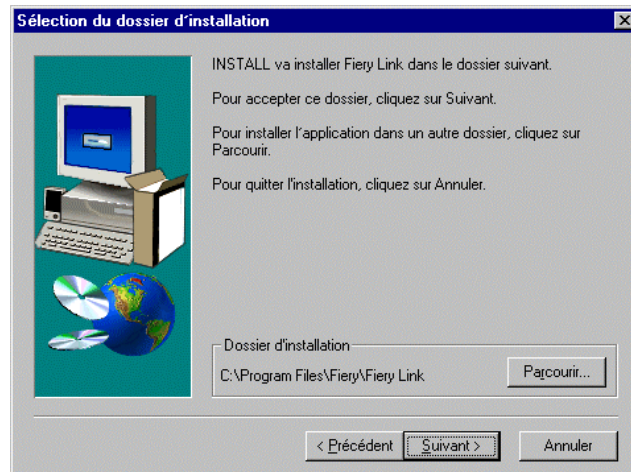 Sélection du dossier d'installation
INSTALL va installer Fiery Link dans le dossier suivant.
Pour accepter ce dossier, cliquez sur Suivant.
Pour installer l'application dans un autre dossier, cliquez sur
Parcourir.
Pour quitter l'installation, cliquez sur Annuler.
Dossier d'installation
C:\Program Files\Fiery\Fiery Link
Parcourir...
< Précédent
Suivant >
Annuler